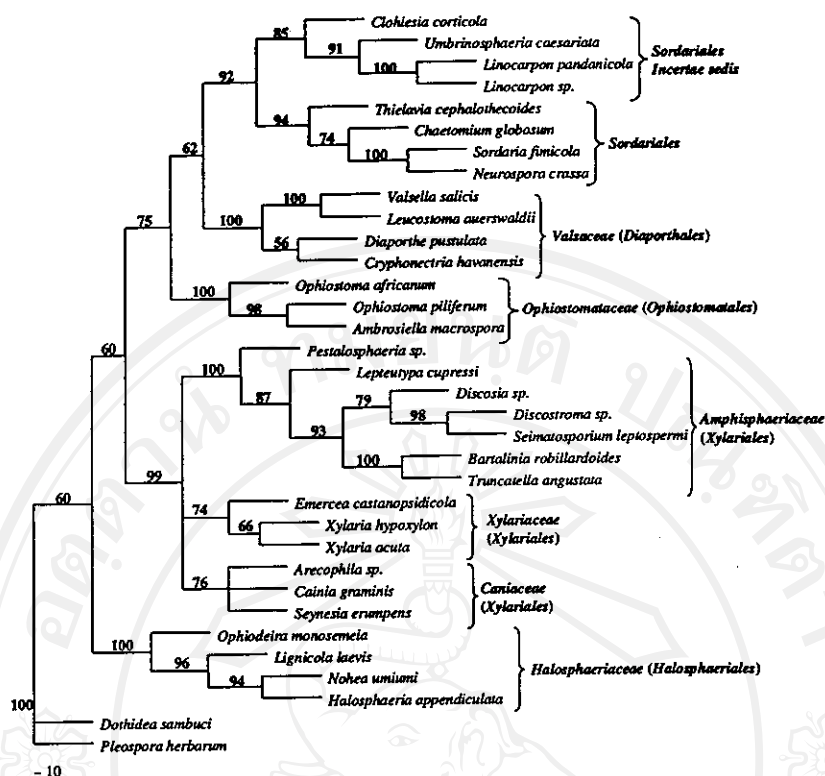 Clohiesia corticola
85
Umbrinosphaeria caesariata
91
Sordariales
Incertae sedis
Linocarpon pandanicola
100
92
Linocarpon sp.
Thielavia cephalothecoides
94
Chaetomium globosum
74
Sordariales
Sordaria fimicola
100
62
Neurospora crassa
Valsella salicis
100
Leucostoma auerswaldii
75
100
Valsaceae (Diaporthales)
Diaporthe pustulata
56
Cryphonectria havanensis
Ophiostoma africanum
100
Ophiostoma piliferum
Ophiostomataceae (Ophiostomatales)
98
Ambrosiella macrospora
60
Pestalosphaeria sp.
100
Lepteutypa cupressi
87
Discosia sp.
79
Discostroma sp.
98
Amphisphaeriaceae
(Xylariales)
93
Seimatosporium leptospermi
Bartalinia robillardoides
100
99
Truncatella angustata
60
Emercea castanopsidicola
74
Xylariaceae
(Xylariales)
66
Xylaria hypoxylon
Xylaria acuta
Arecophila sp.
76
Caniaceae
(Xylariales)
Cainia graminis
Seynesia erumpens
Ophiodeira monosemeia
100
Lignicola laevis
96
Halosphaeriaceae (Halosphaeriales)
Nohea umiumi
94
Halosphaeria appendiculata
100
Dothidea sambuci
Pleospora herbarum
– 10